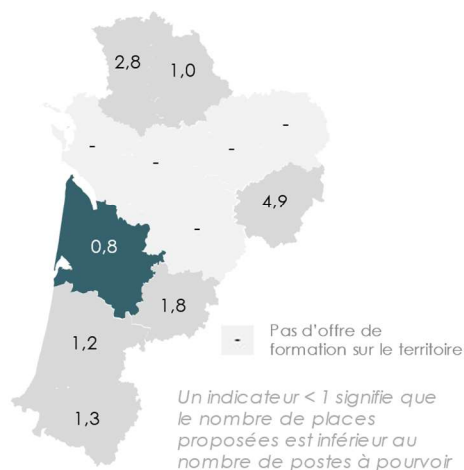 2,8
1,0
-
-
-
-
4,9
-
0,8
1,8
1,2
1,3
- Pas d'offre de
formation sur le territoire
Un indicateur < 1 signifie que
le nombre de places
proposées est inférieur au
nombre de postes à pourvoir